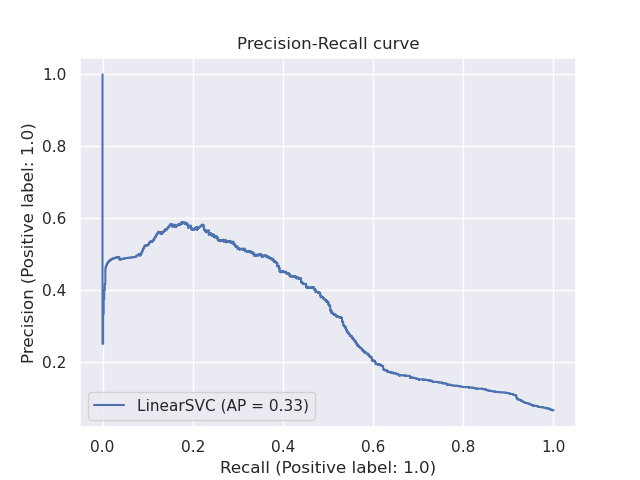 Precision-Recall curve
1.0
0.8
0.6
0.4
0.2
Precision (Positive label: 1.0)
LinearSVC (AP = 0.33)
0.0 0.2 0.4 0.6 0.8 1.0
Recall (Positive label: 1.0)